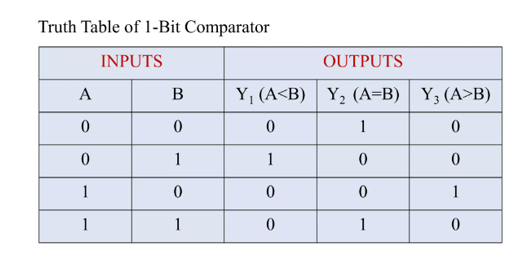 Truth Table of 1-Bit Comparator
INPUTS OUTPUTS
A B Y₁ (A<B) Y₂ (A=B) Y₃ (A>B)
0 0 0 1 0
0 1 1 0 0
1 0 0 0 1
1 1 0 1 0